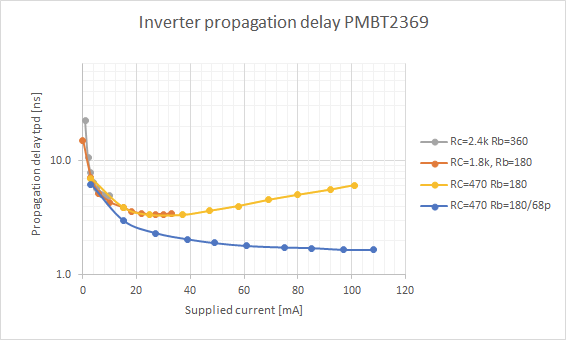 Inverter propagation delay PMBT2369
Propagation delay tpd [ns]
10.0
1.0
0 20 40 60 80 100 120
Supplied current [mA]
Rc=2.4k Rb=360
RC=1.8k, Rb=180
RC=470 Rb=180
RC=470 Rb=180/68p